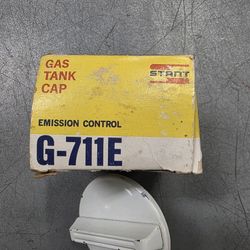 GAS
TANK
CAP
STANT
EMISSION CONTROL
G-711E